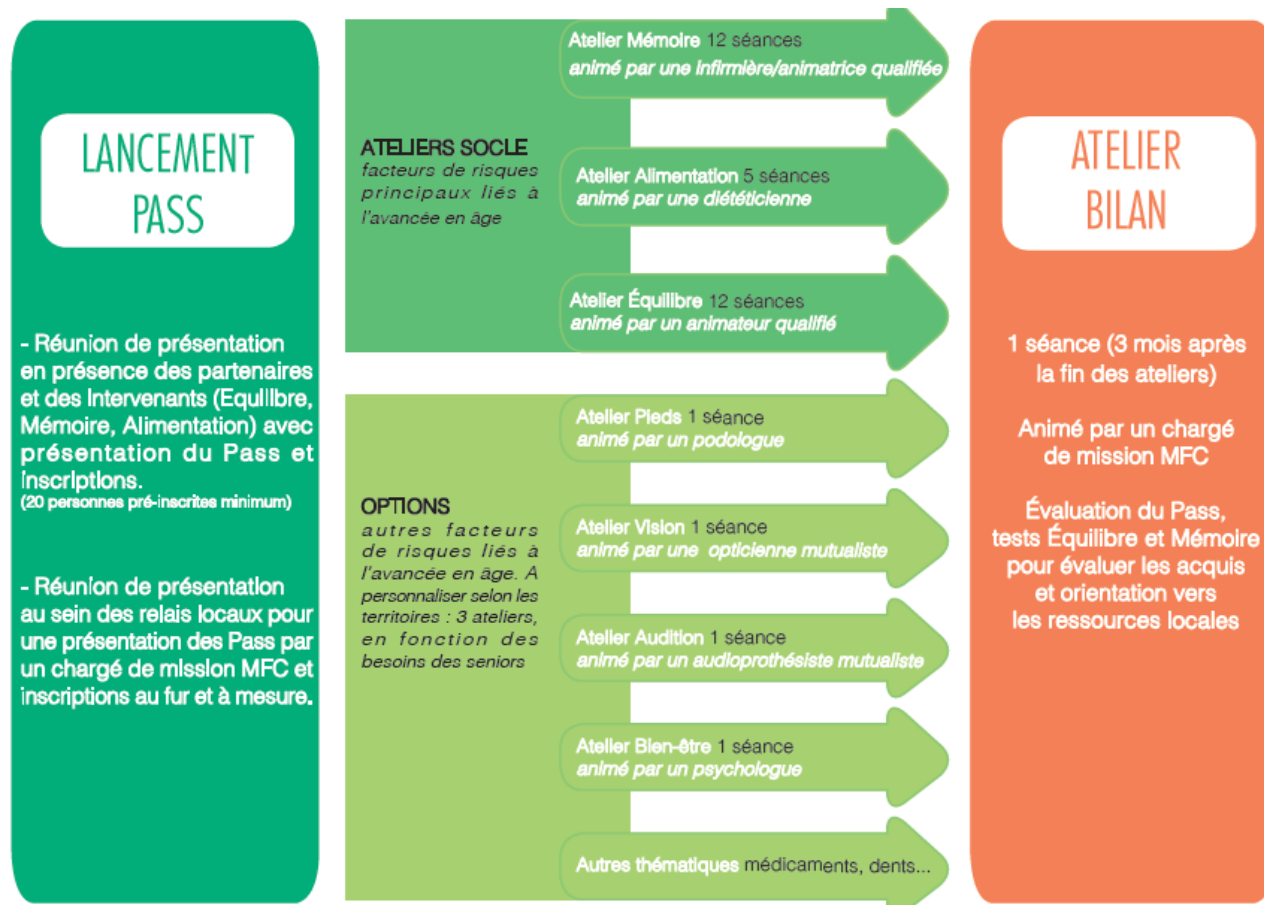 LANCEMENT
PASS
- Réunion de présentation
en présence des partenaires
et des Intervenants (Equilibre,
Mémoire, Alimentation) avec
présentation du Pass et
inscriptions.
(20 personnes pré-inscrites minimum)
- Réunion de présentation
au sein des relais locaux pour
une présentation des Pass par
un chargé de mission MFC et
inscriptions au fur et à mesure.
ATELIERS SOCLE
facteurs de risques
principaux liés à
l'avancée en âge
Atelier Mémoire 12 séances
animé par une infirmière/animatrice qualifiée
Atelier Alimentation 5 séances
animé par une diététicienne
Atelier Équilibre 12 séances
animé par un animateur qualifié
OPTIONS
autres facteurs
de risques liés à
l'avancée en âge. A
personnaliser selon les
territoires : 3 ateliers,
en fonction des
besoins des seniors
Atelier Pieds 1 séance
animé par un podologue
Atelier Vision 1 séance
animé par une opticienne mutualiste
Atelier Audition 1 séance
animé par un audioprothésiste mutualiste
Atelier Bien-être 1 séance
animé par un psychologue
Autres thématiques médicaments, dents...
ATELIER
BILAN
1 séance (3 mois après
la fin des ateliers)
Animé par un chargé
de mission MFC
Évaluation du Pass,
tests Équilibre et Mémoire
pour évaluer les acquis
et orientation vers
les ressources locales